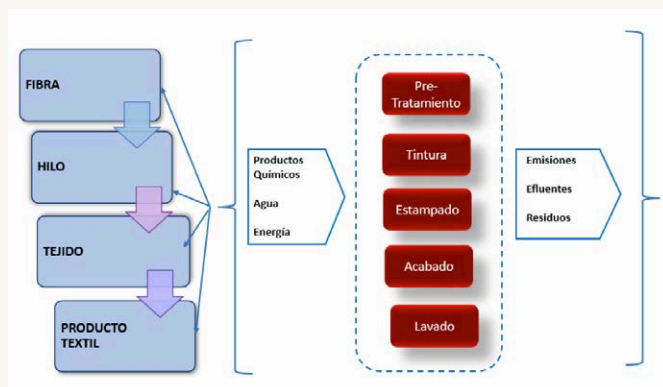 FIBRA
HILO
TEJIDO
PRODUCTO
TEXTIL
Productos
Químicos
Agua
Energía
Pre-
Tratamiento
Tintura
Estampado
Acabado
Lavado
Emisiones
Efluentes
Residuos